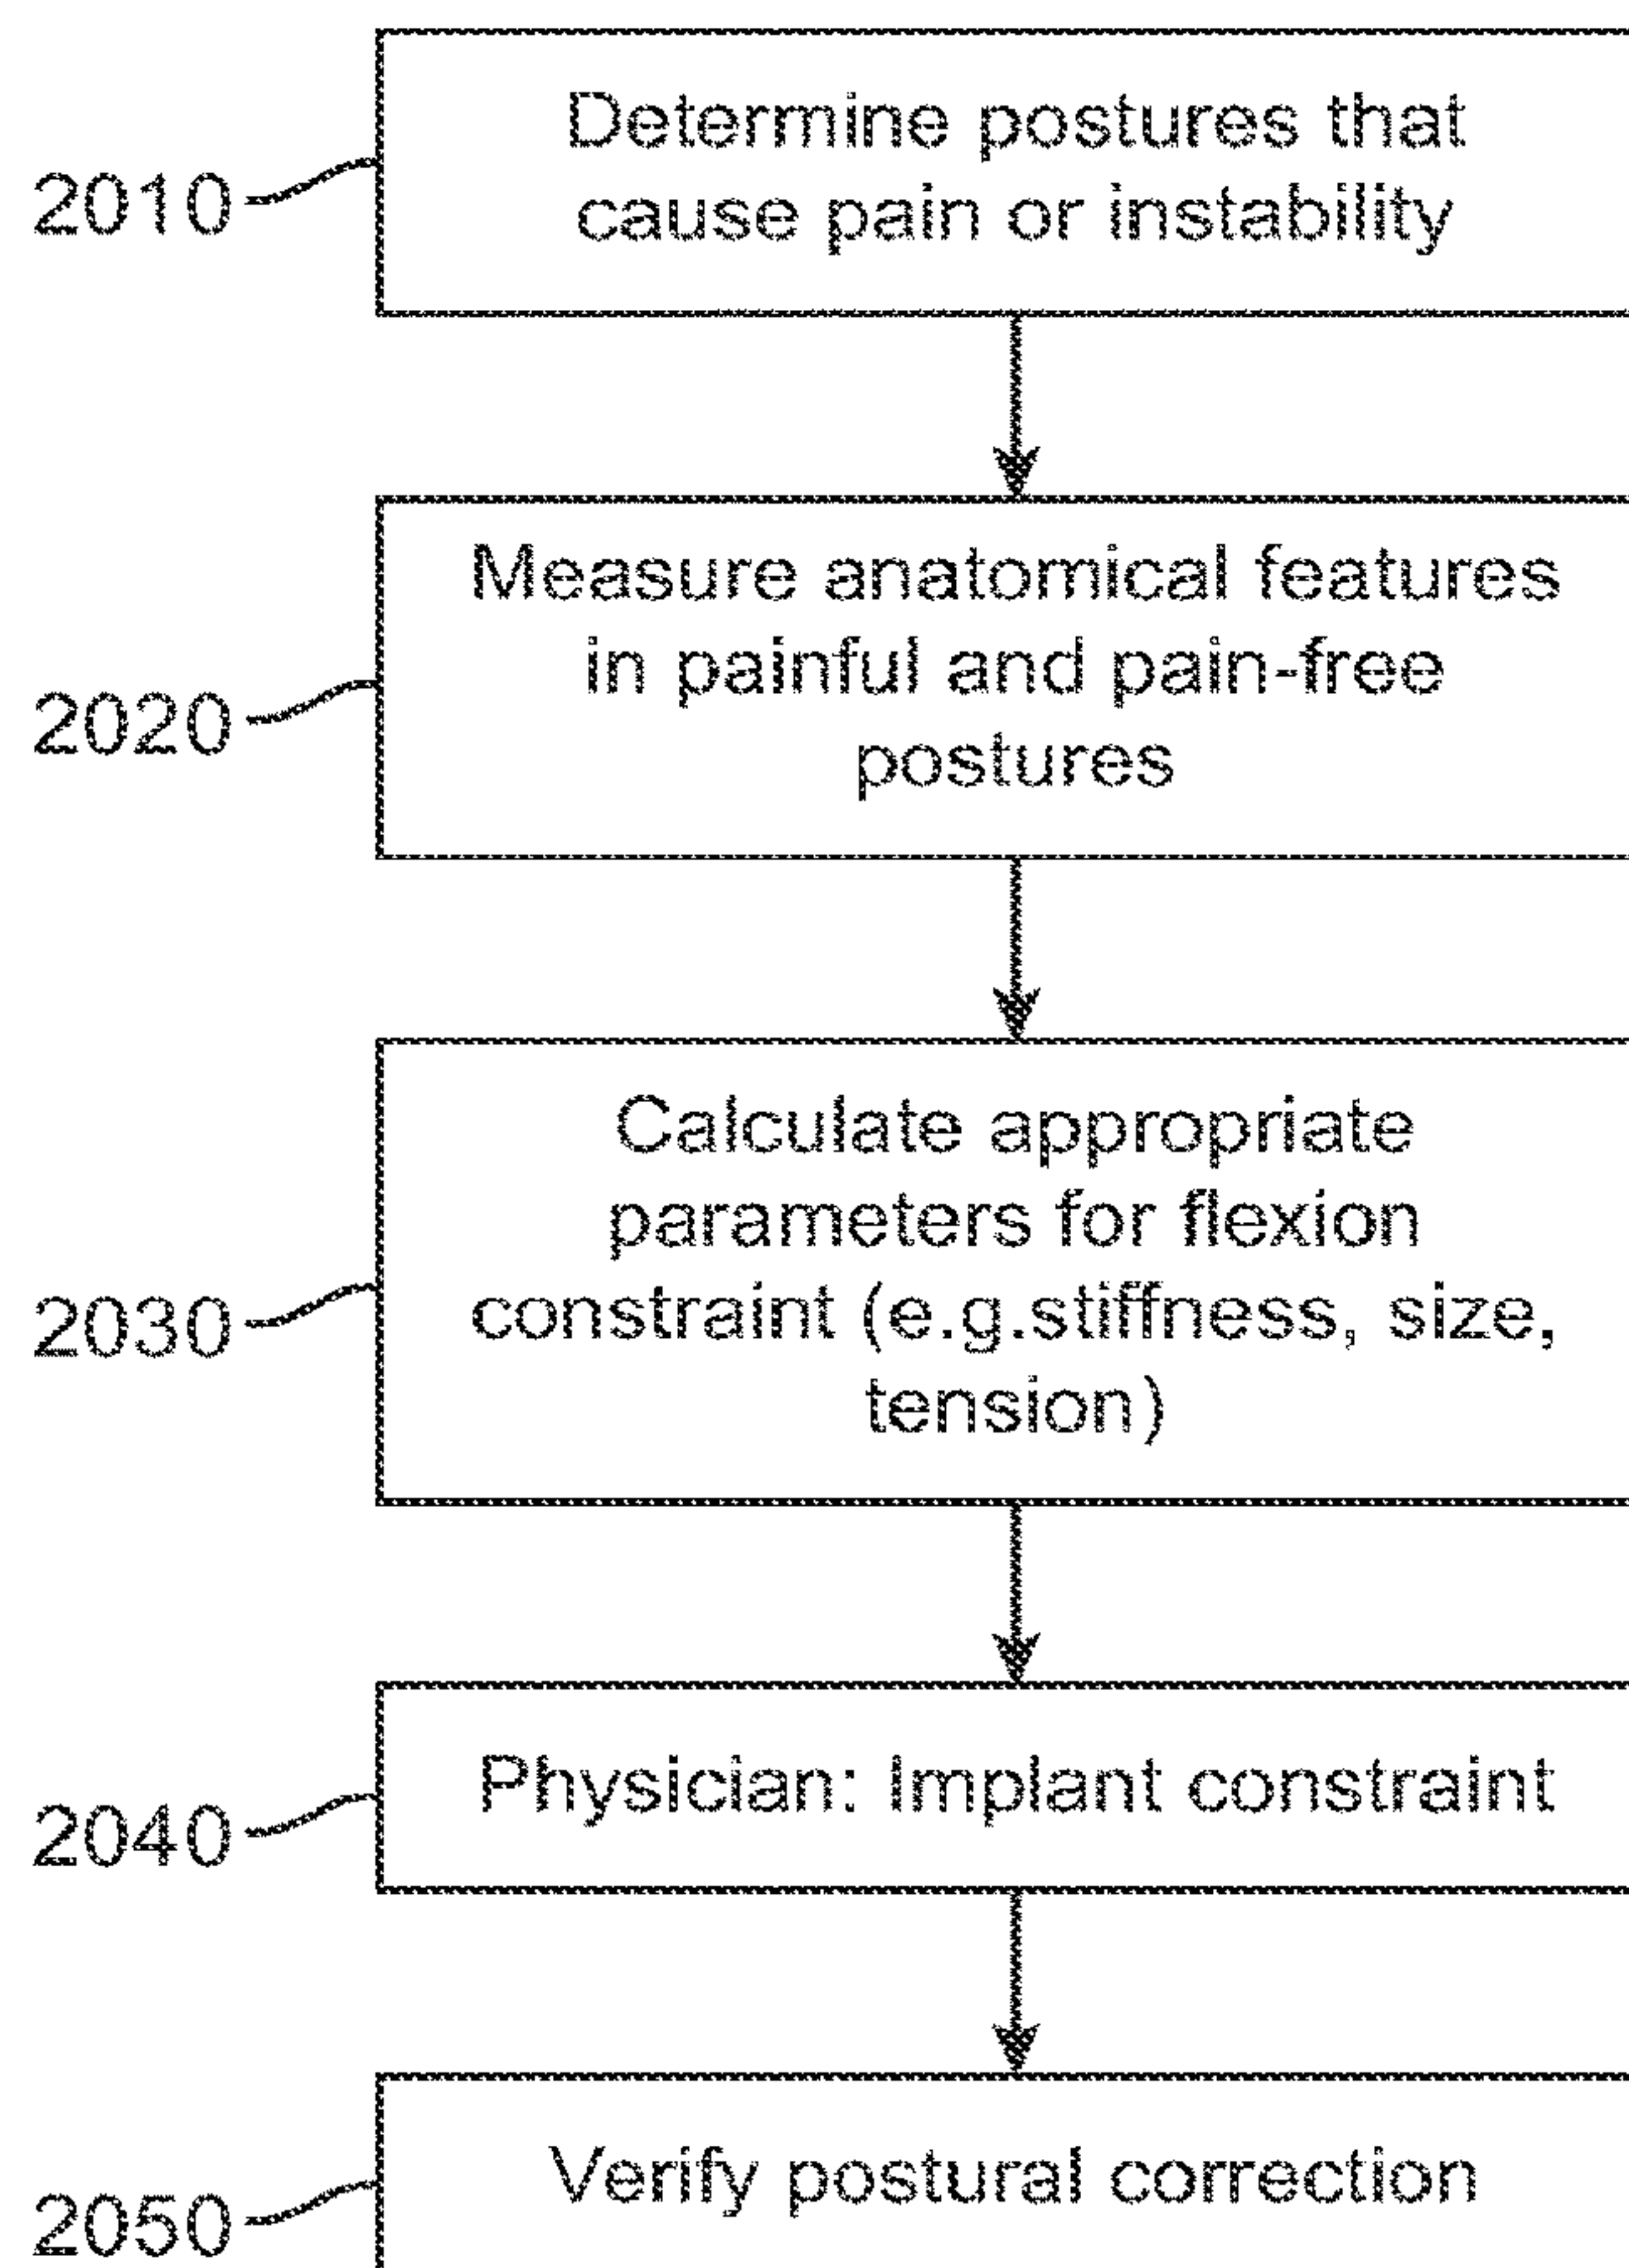 Determine postures that
2010
cause pain or instability
Measure anatomical features
in painful and pain-free
2020
postures
Calculate appropriate
parameters for flexion
2030
constraint (e.g.stiffness, size,
tension)
Physician: Implant constraint
2040
Verify postural correction
2050